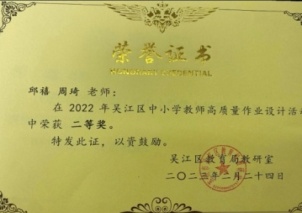 荣誉证书
邱禧 周琦 老师:
在 2022 年吴江区中小学教师高质量作业设计活
中荣获 二等奖。
特发此证，以资鼓励。
吴江区教育局教研室
二〇二三年二月二十四日